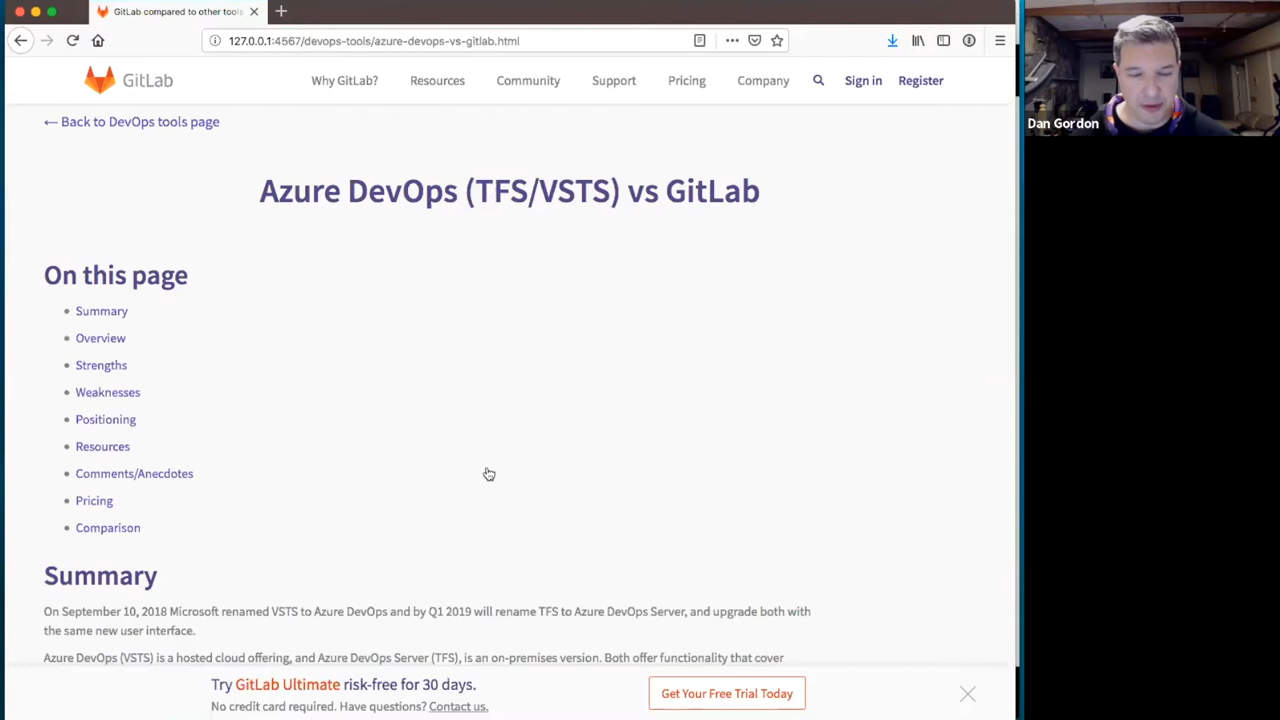 GitLab compared to other tools
127.0.0.1:4567/devops-tools/azure-devops-vs-gitlab.html
GitLab
Why GitLab?
Resources
Community
Support
Pricing
Company
Sign in
Register
← Back to DevOps tools page
Azure DevOps (TFS/VSTS) vs GitLab
On this page
Summary
Overview
Strengths
Weaknesses
Positioning
Resources
Comments/Anecdotes
Pricing
Comparison
Summary
On September 10, 2018 Microsoft renamed VSTS to Azure DevOps and by Q1 2019 will rename TFS to Azure DevOps Server, and upgrade both with
the same new user interface.
Azure DevOps (VSTS) is a hosted cloud offering, and Azure DevOps Server (TFS), is an on-premises version. Both offer functionality that cover
Try GitLab Ultimate risk-free for 30 days.
No credit card required. Have questions? Contact us.
Get Your Free Trial Today
Dan Gordon